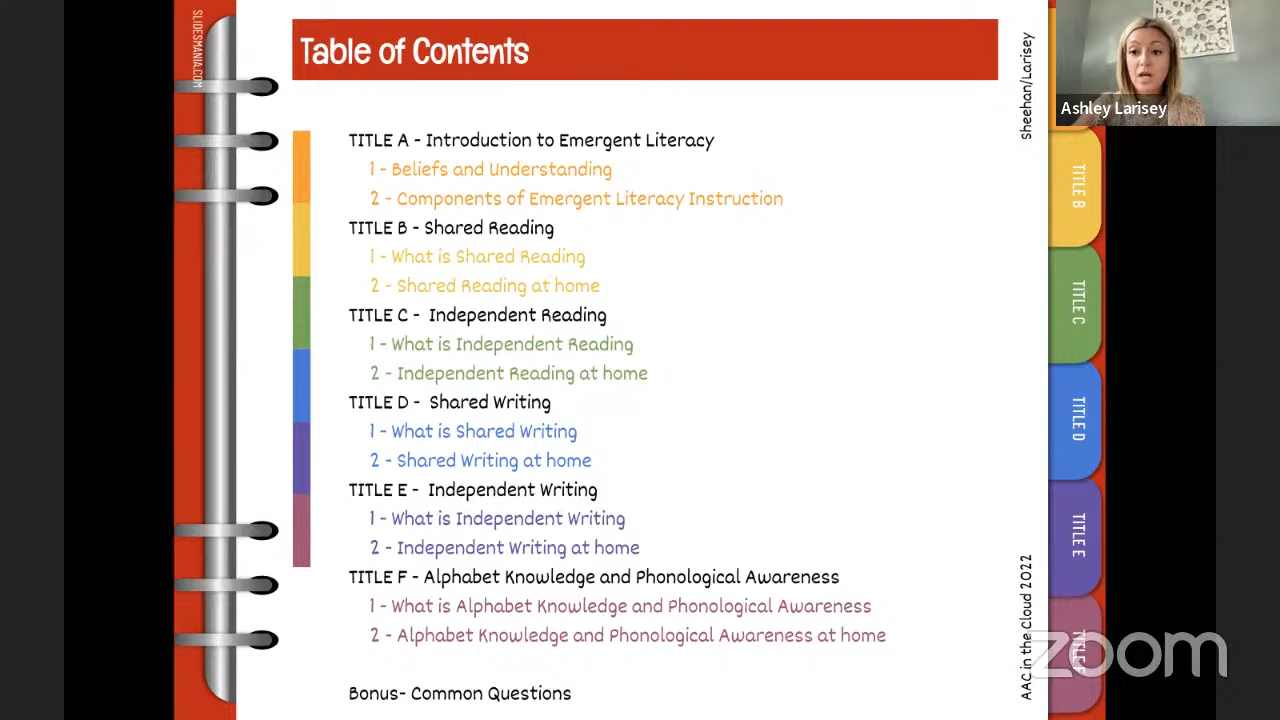 SLIDESMANIA.COM
Table of Contents
Sheehan/Larisey
Ashley Larisey
TITLE A - Introduction to Emergent Literacy
1 - Beliefs and Understanding
2 - Components of Emergent Literacy Instruction
TITLE B - Shared Reading
1 - What is Shared Reading
2 - Shared Reading at home
TITLE C - Independent Reading
1 - What is Independent Reading
2 - Independent Reading at home
TITLE D - Shared Writing
1 - What is Shared Writing
2 - Shared Writing at home
TITLE E - Independent Writing
1 - What is Independent Writing
2 - Independent Writing at home
TITLE F - Alphabet Knowledge and Phonological Awareness
1 - What is Alphabet Knowledge and Phonological Awareness
2 - Alphabet Knowledge and Phonological Awareness at home
Bonus- Common Questions
TITLE B
TITLE C
TITLE D
TITLE E
TITLE F
AAC in the Cloud 2022
zoom